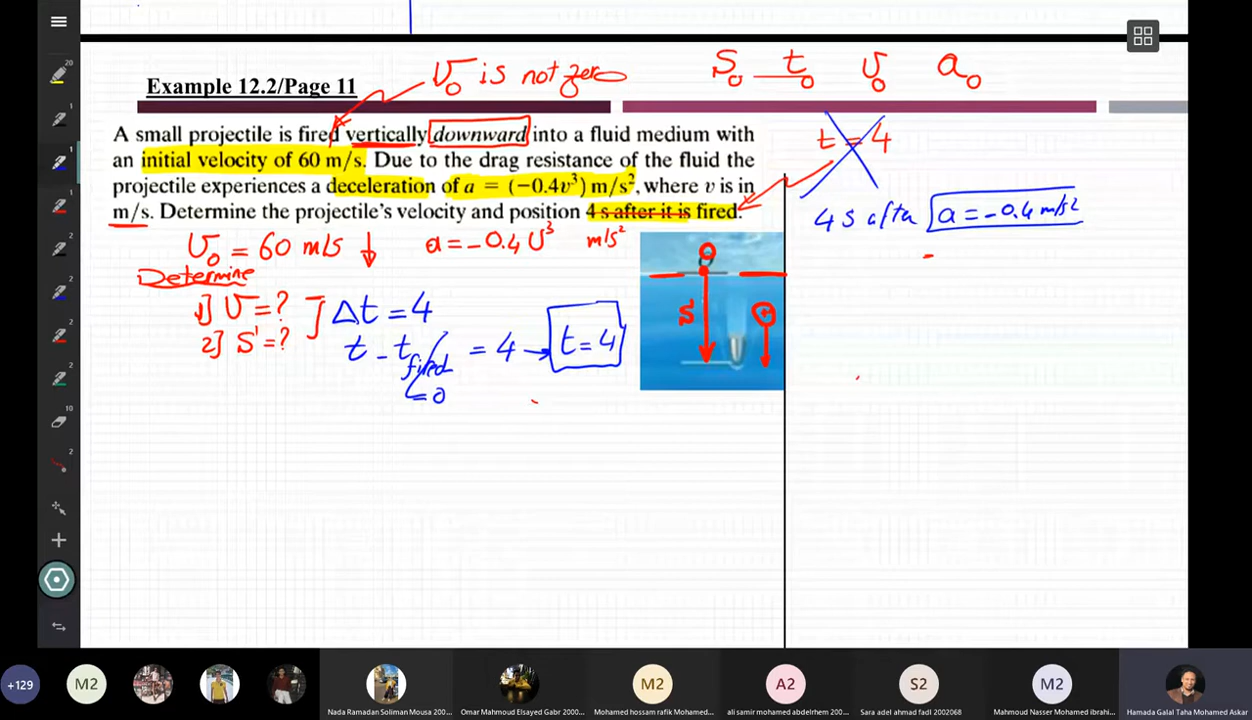 Example 12.2/Page 11
V₀ is not zero
S₀ t₀ v₀ a₀
A small projectile is fired vertically downward into a fluid medium with
an initial velocity of 60 m/s. Due to the drag resistance of the fluid the
projectile experiences a deceleration of a = (−0.4v³) m/s², where v is in
m/s. Determine the projectile's velocity and position 4 s after it is fired.
t = 4
4 s after a = -0.4 m/s2
V₀ = 60 m/s ↓ a = -0.4 V³ m/s²
Determine
1] V = ? Δt = 4
2] S = ? t - t fired = 4 → t = 4
= 0
S
+
+129
M2
M2
A2
S2
M2
Nada Ramadan Soliman Mousa 200...
Omar Mahmoud Elsayed Gabr 2000...
Mohamed hossam rafik Mohamed...
ali samir mohamed abdelrhem 200...
Sara adel ahmad fadl 2002068
Mahmoud Nasser Mohamed ibrahi...
Hamada Galal Taha Mohamed Askar